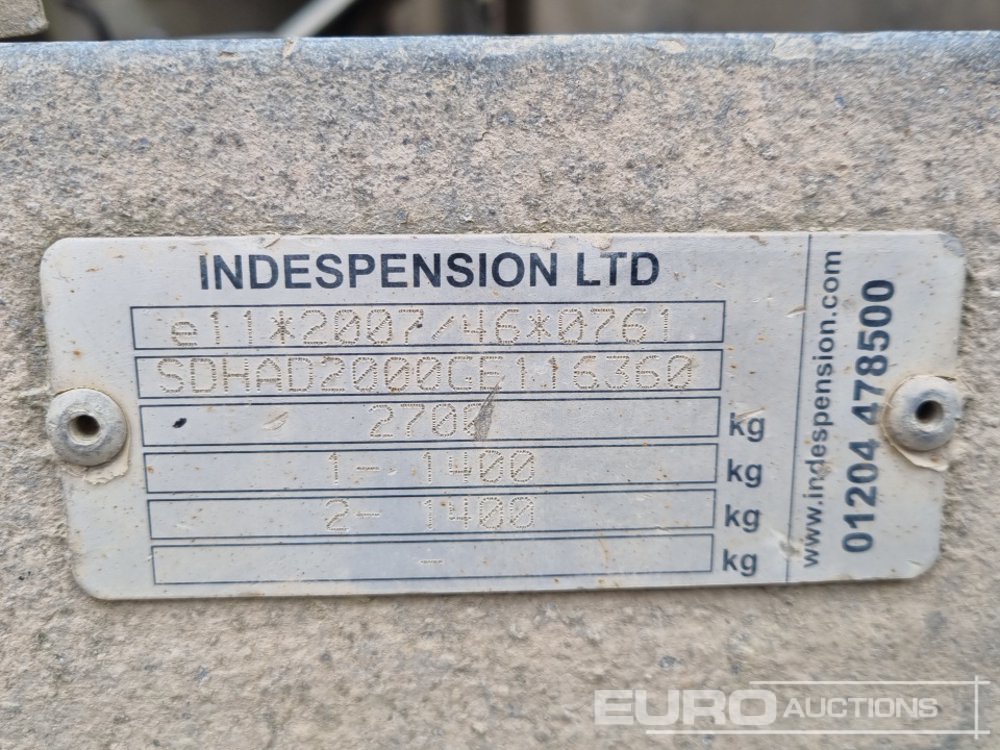 INDESPENSION LTD
e11*2007/46*0761
SDHAD2000GF116360
2700 kg
1- 1400 kg
2- 1400 kg
- kg
www.indespension.com
01204 478500
EURO AUCTIONS